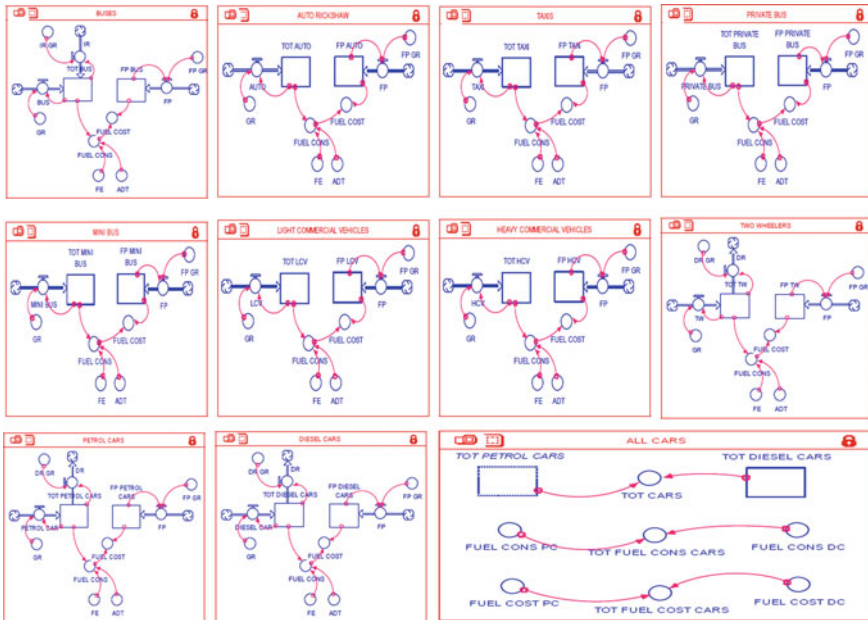 BUSES
IR GR
IR
TOT BUS
FP BUS
FP GR
BUS
FP
GR
FUEL COST
FUEL CONS
FE
ADT
AUTO RICKSHAW
TOT AUTO
FP AUTO
FP GR
AUTO
FP
GR
FUEL COST
FUEL CONS
FE
ADT
TAXIS
TOT TAXI
FP TAXI
FP GR
TAXI
FP
GR
FUEL COST
FUEL CONS
FE
ADT
PRIVATE BUS
TOT PRIVATE
BUS
FP PRIVATE
BUS
FP GR
PRIVATE BUS
FP
GR
FUEL COST
FUEL CONS
FE
ADT
MINI BUS
TOT MINI
BUS
FP MINI
BUS
FP GR
MINI BUS
FP
GR
FUEL COST
FUEL CONS
FE
ADT
LIGHT COMMERCIAL VEHICLES
TOT LCV
FP LCV
FP GR
LCV
FP
GR
FUEL COST
FUEL CONS
FE
ADT
HEAVY COMMERCIAL VEHICLES
TOT HCV
FP HCV
FP GR
HCV
FP
GR
FUEL COST
FUEL CONS
FE
ADT
TWO WHEELERS
DR GR
DR
TOT TW
FP TW
FP GR
TW
FP
GR
FUEL COST
FUEL CONS
FE
ADT
PETROL CARS
DR GR
DR
TOT PETROL CARS
FP PETROL
CARS
FP GR
PETROL CAR
FP
GR
FUEL COST
FUEL CONS
FE
ADT
DIESEL CARS
DR GR
DR
TOT DIESEL CARS
FP DIESEL
CARS
FP GR
DIESEL CAR
FP
GR
FUEL COST
FUEL CONS
FE
ADT
ALL CARS
TOT PETROL CARS
TOT DIESEL CARS
TOT CARS
FUEL CONS PC
TOT FUEL CONS CARS
FUEL CONS DC
FUEL COST PC
TOT FUEL COST CARS
FUEL COST DC